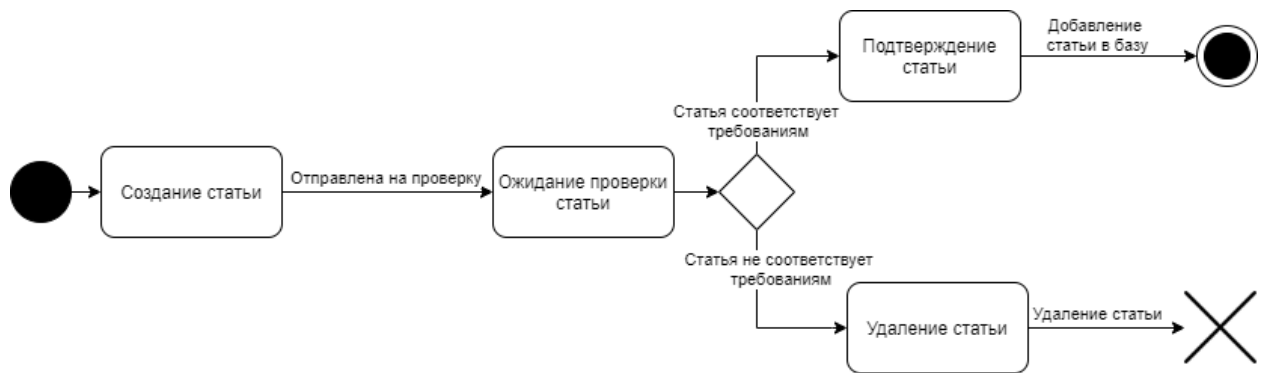 Создание статьи
Отправлена на проверку
Ожидание проверки
статьи
Статья соответствует
требованиям
Подтверждение
статьи
Добавление
статьи в базу
Статья не соответствует
требованиям
Удаление статьи
Удаление статьи